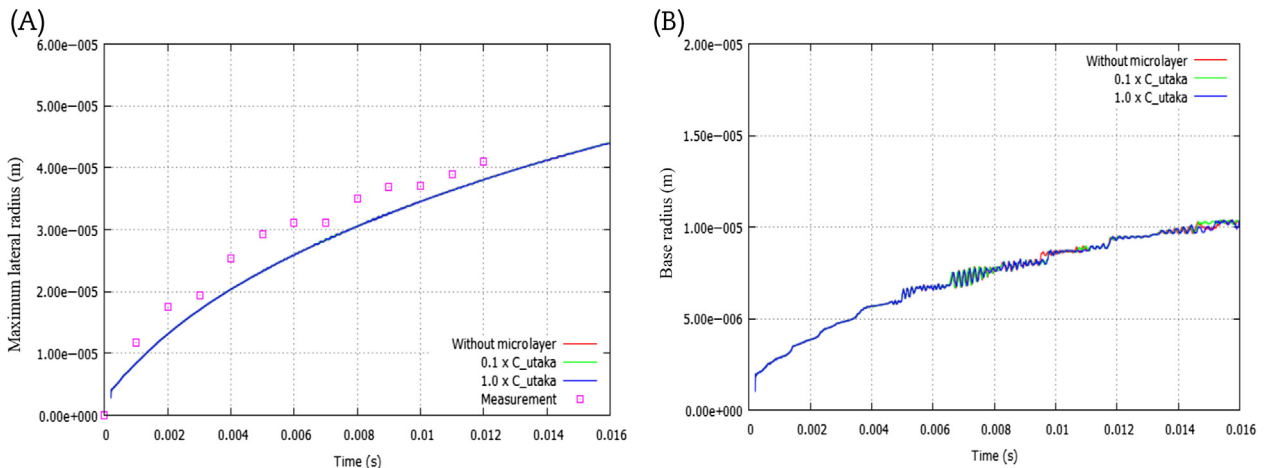 (A)
6.00e−005
5.00e−005
4.00e−005
3.00e−005
2.00e−005
1.00e−005
0.00e+000
Maximum lateral radius (m)
Without microlayer
0.1 x C_utaka
1.0 x C_utaka
Measurement
0 0.002 0.004 0.006 0.008 0.01 0.012 0.014 0.016
Time (s)
(B)
2.00e−005
1.50e−005
1.00e−005
5.00e−006
0.00e+000
Base radius (m)
Without microlayer
0.1 x C_utaka
1.0 x C_utaka
0 0.002 0.004 0.006 0.008 0.01 0.012 0.014 0.016
Time (s)